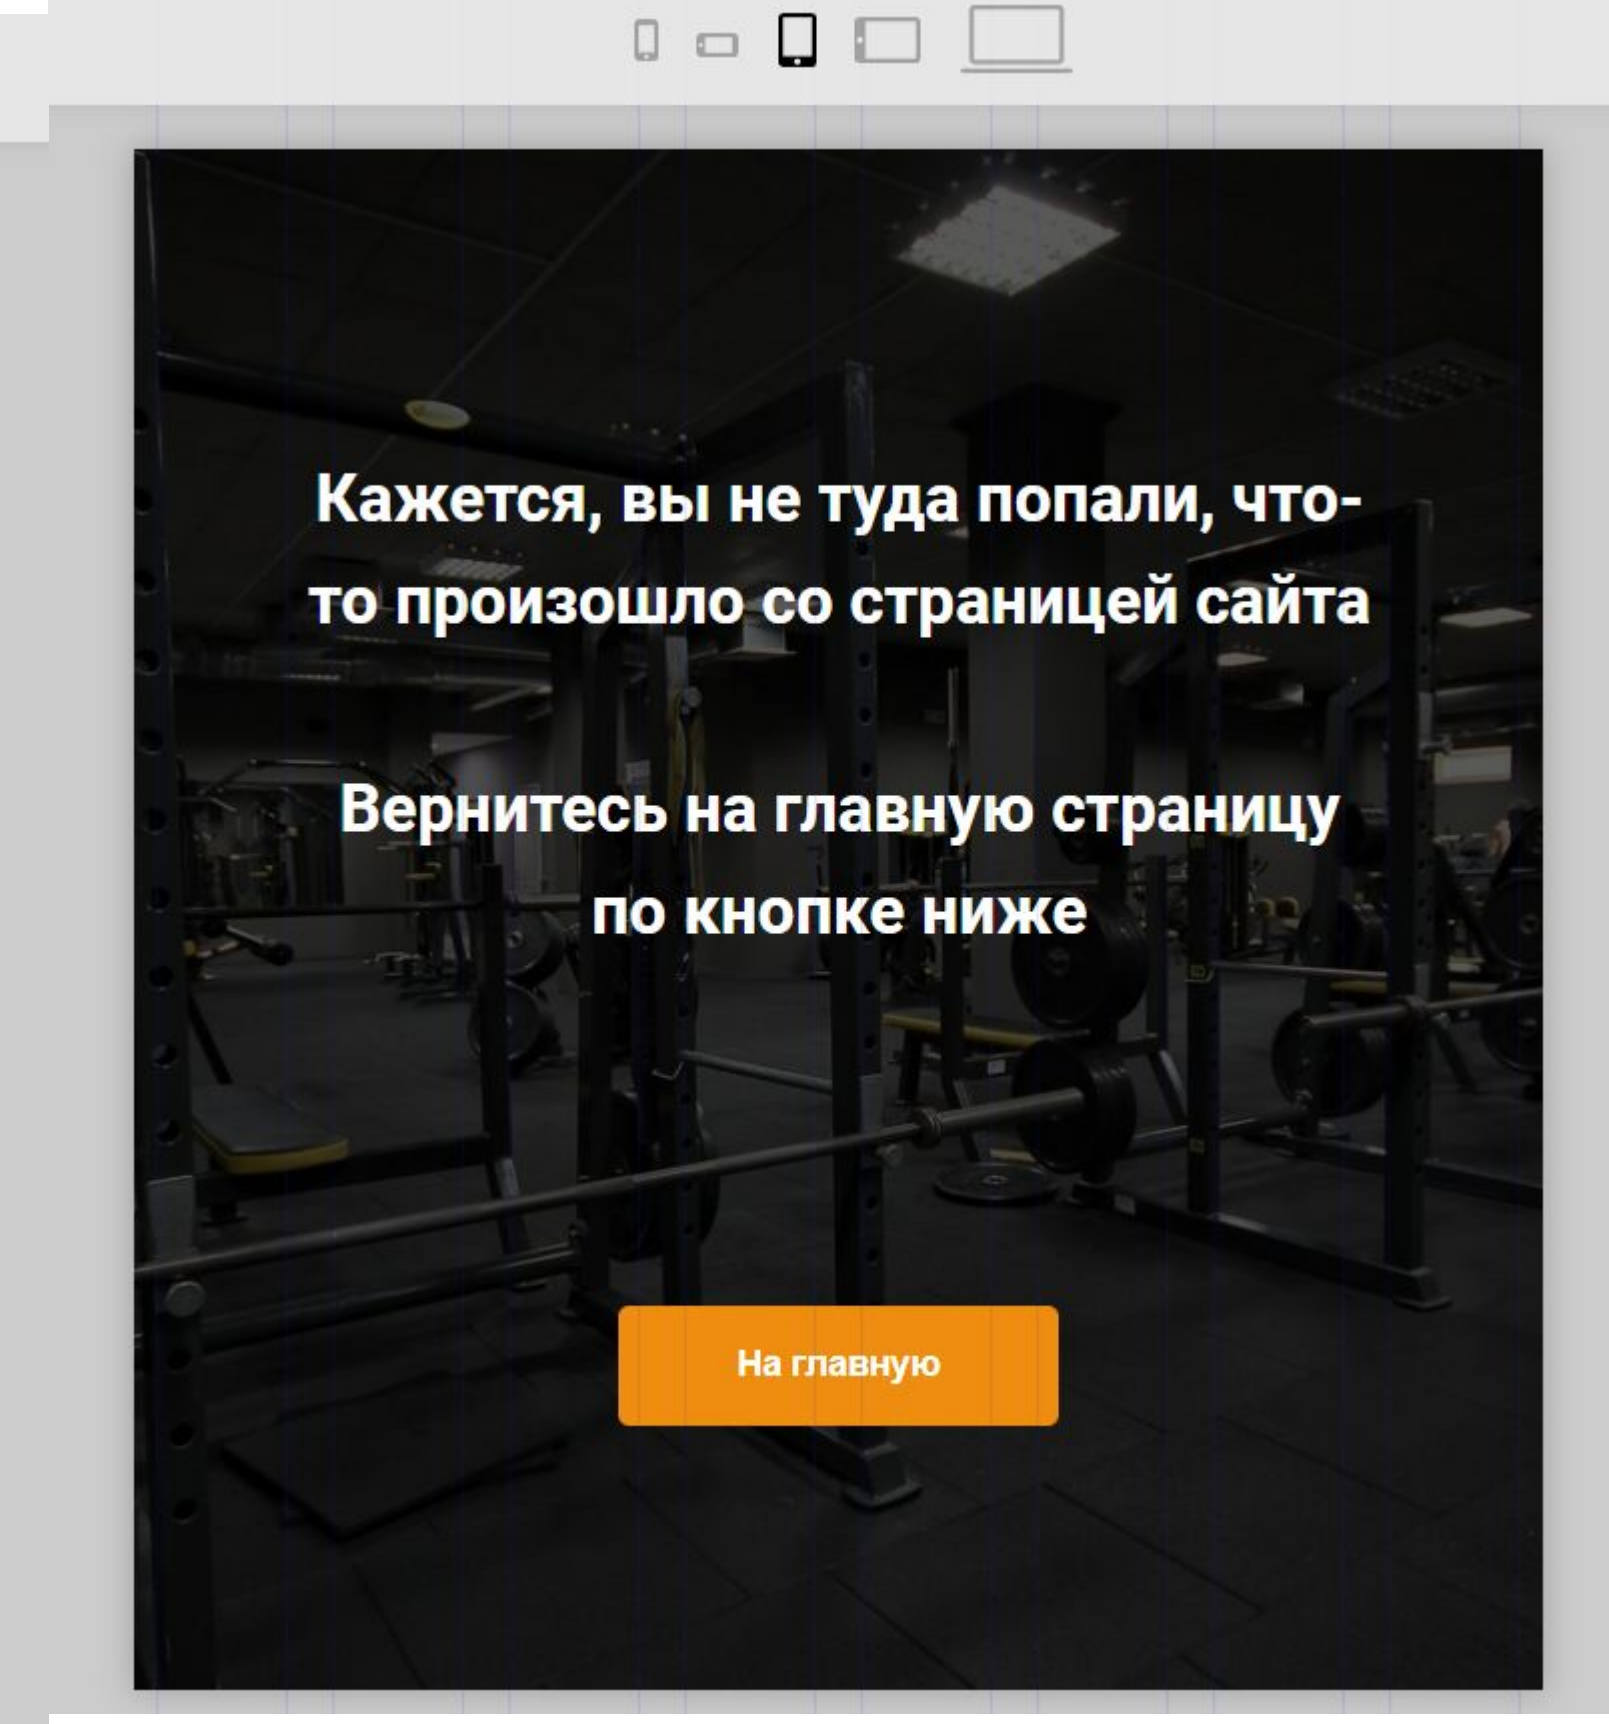 Кажется, вы не туда попали, что-
то произошло со страницей сайта
Вернитесь на главную страницу
по кнопке ниже
На главную